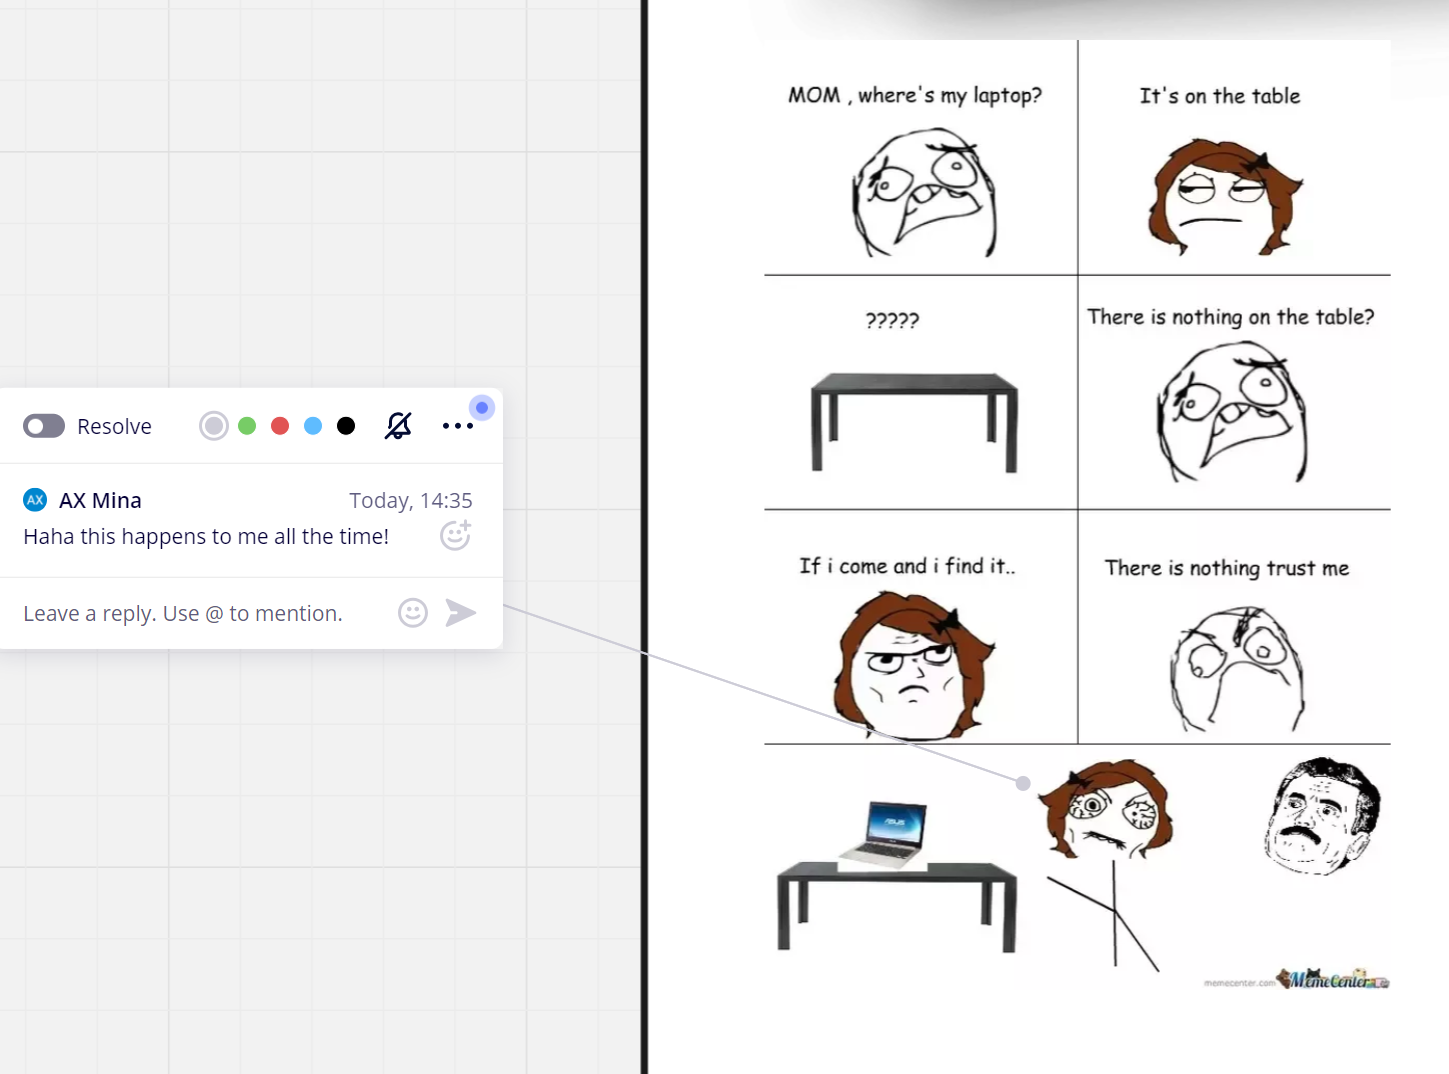 MOM , where's my laptop?
It's on the table
?????
There is nothing on the table?
If i come and i find it..
There is nothing trust me
ASUS
memecenter.com MemeCenter
Resolve
AX AX Mina Today, 14:35
Haha this happens to me all the time!
Leave a reply. Use @ to mention.